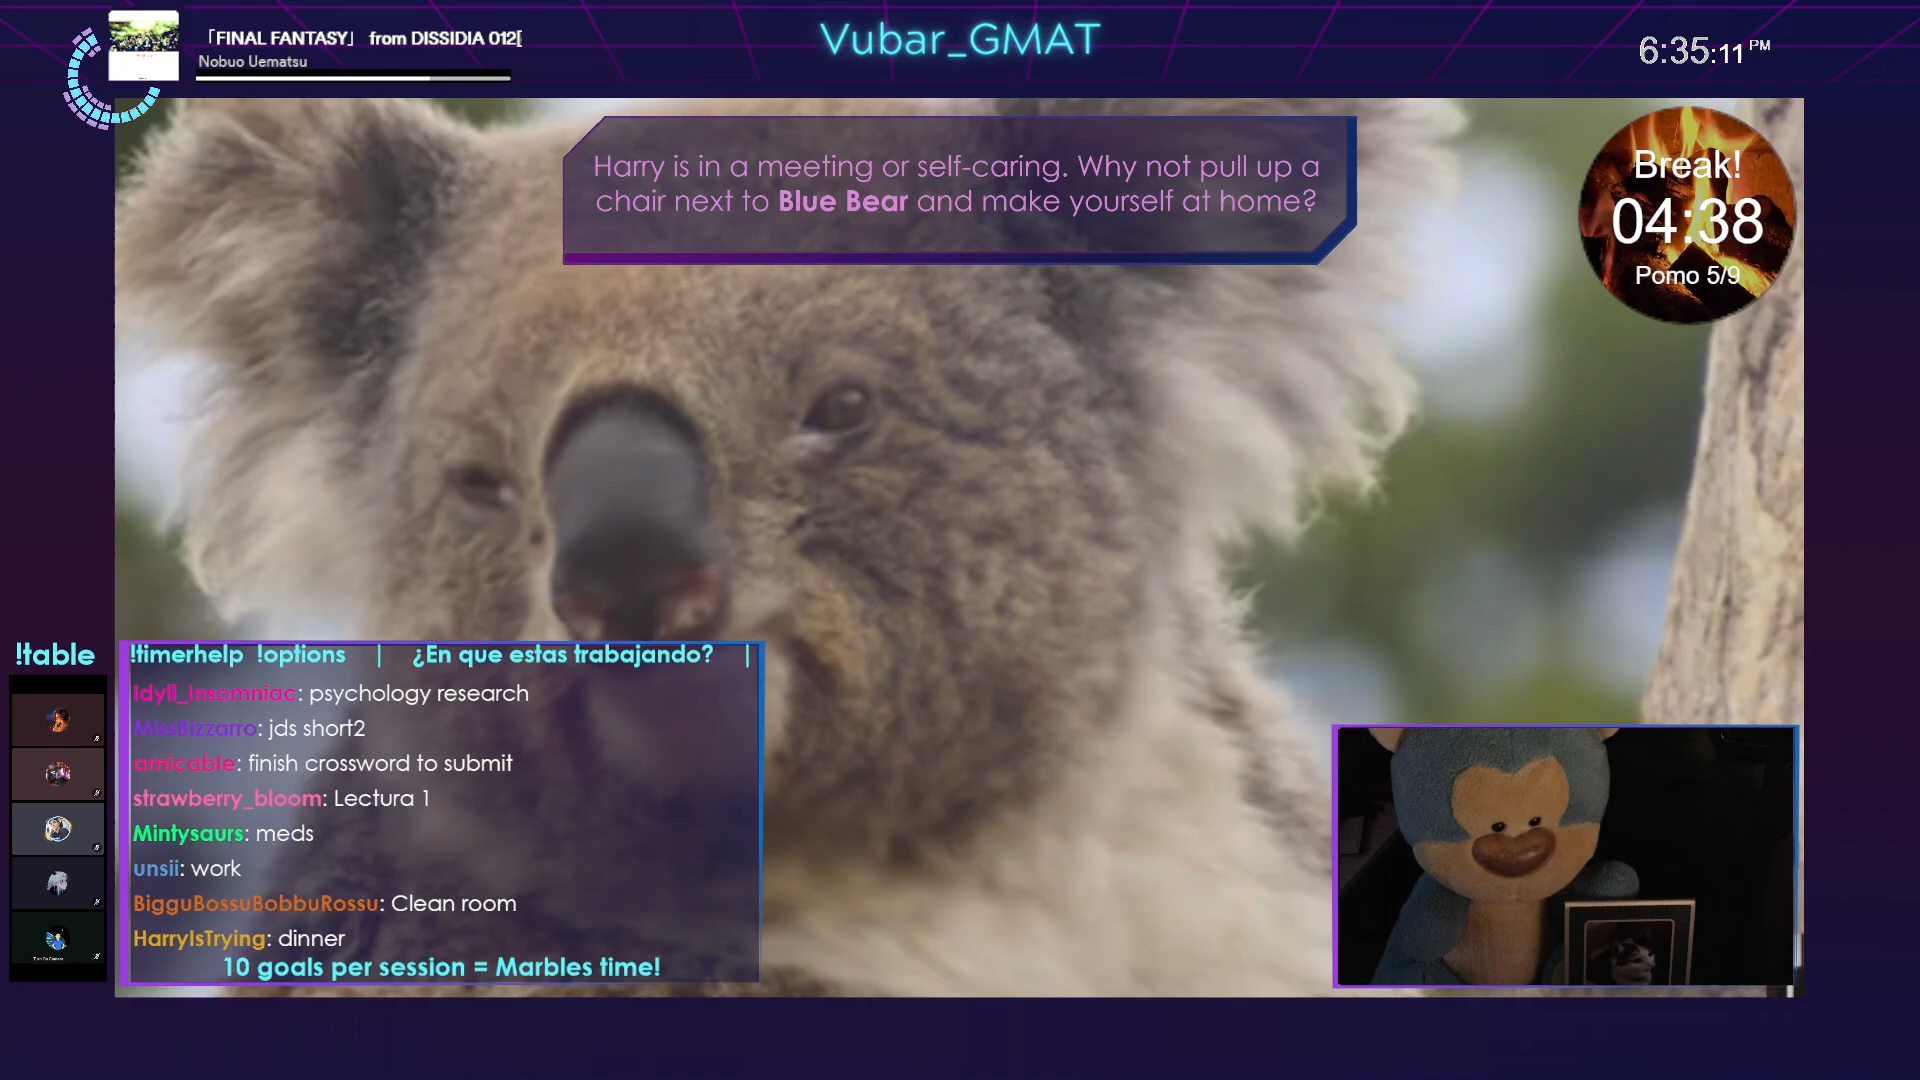 「FINAL FANTASY」 from DISSIDIA 012[
Nobuo Uematsu
Vubar_GMAT
6:35:11 PM
Harry is in a meeting or self-caring. Why not pull up a
chair next to Blue Bear and make yourself at home?
Break!
04:38
Pomo 5/9
!table
!timerhelp !options | ¿En que estas trabajando? |
Idyll_Insomniac: psychology research
MissBizzarro: jds short2
amicable: finish crossword to submit
strawberry_bloom: Lectura 1
Mintysaurs: meds
unsii: work
BigguBossuBobbuRossu: Clean room
HarryIsTrying: dinner
10 goals per session = Marbles time!